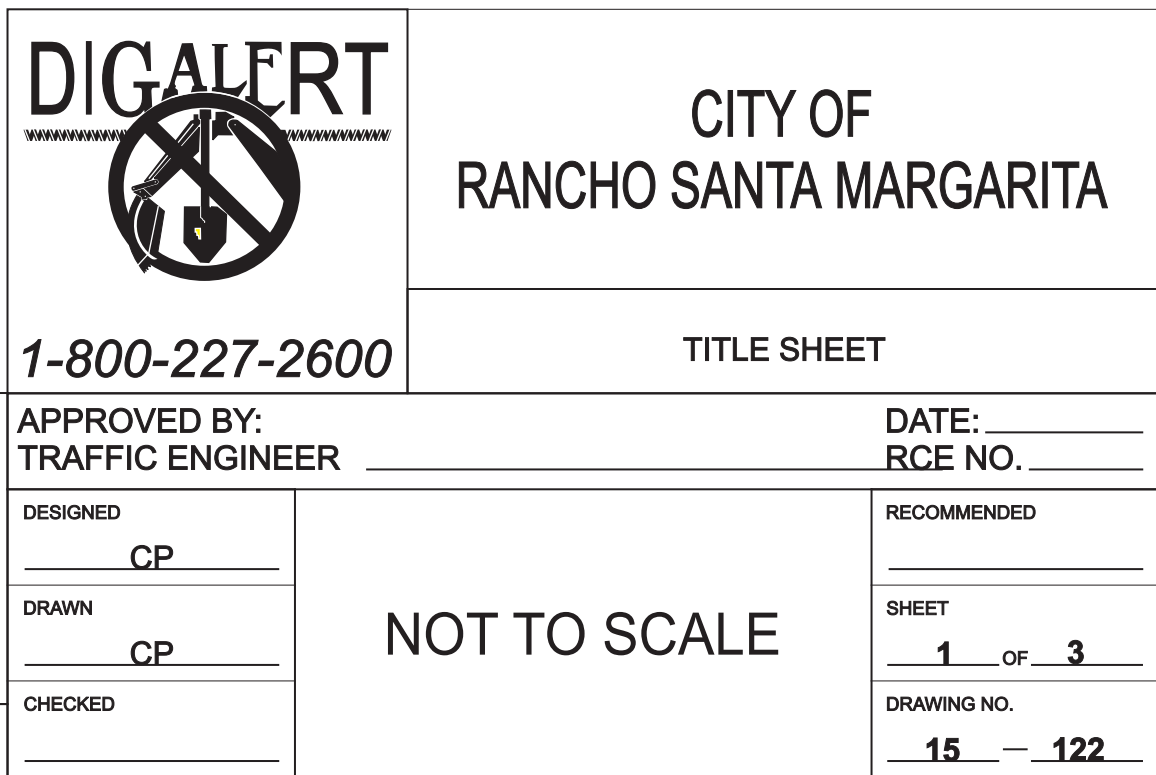 DIGALERT
1-800-227-2600
CITY OF
RANCHO SANTA MARGARITA
TITLE SHEET
APPROVED BY:
DATE:
TRAFFIC ENGINEER
RCE NO.
DESIGNED
CP
DRAWN
CP
CHECKED
NOT TO SCALE
RECOMMENDED
SHEET
1 OF 3
DRAWING NO.
15 — 122